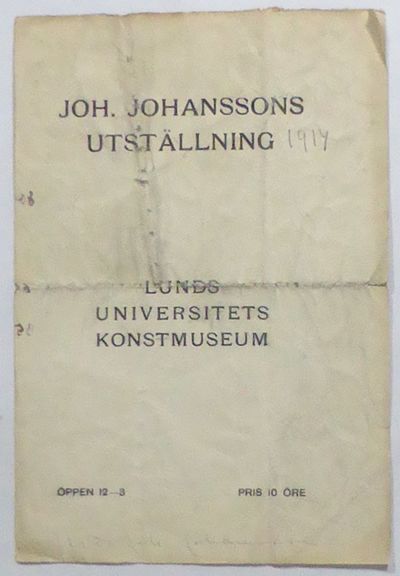 JOH. JOHANSSONS
UTSTÄLLNING 1914
LUNDS
UNIVERSITETS
KONSTMUSEUM
ÖPPEN 12—3 PRIS 10 ÖRE